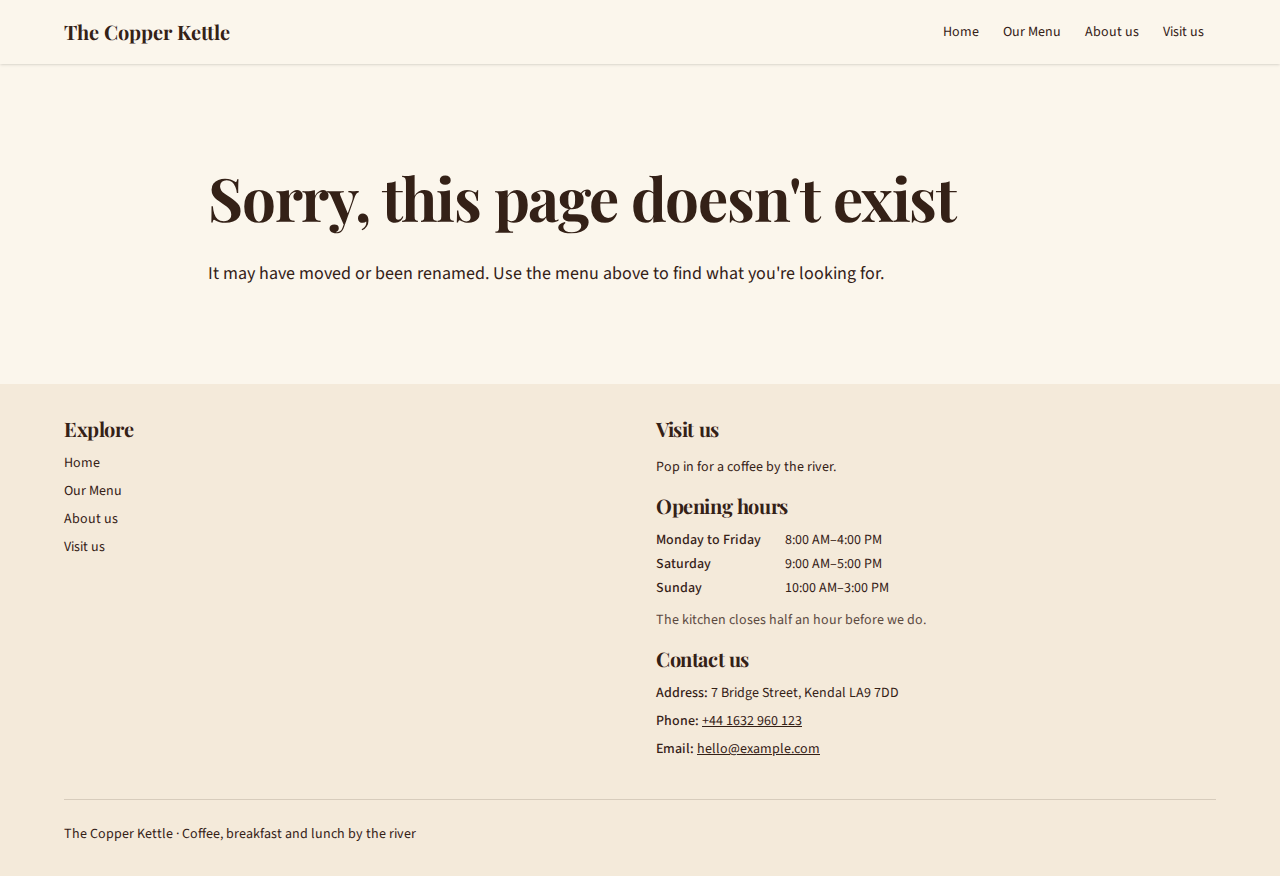 The Copper Kettle
Home Our Menu About us Visit us
Sorry, this page doesn't exist
It may have moved or been renamed. Use the menu above to find what you're looking for.
Explore
Home
Our Menu
About us
Visit us
Visit us
Pop in for a coffee by the river.
Opening hours
Monday to Friday 8:00 AM–4:00 PM
Saturday 9:00 AM–5:00 PM
Sunday 10:00 AM–3:00 PM
The kitchen closes half an hour before we do.
Contact us
Address: 7 Bridge Street, Kendal LA9 7DD
Phone: +44 1632 960 123
Email: hello@example.com
The Copper Kettle · Coffee, breakfast and lunch by the river